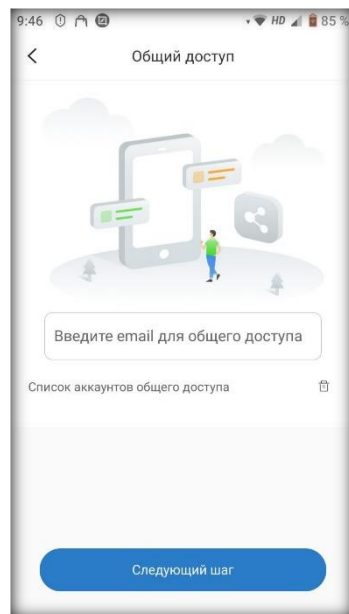 9:46
HD
85 %
Общий доступ
Введите email для общего доступа
Список аккаунтов общего доступа
Следующий шаг